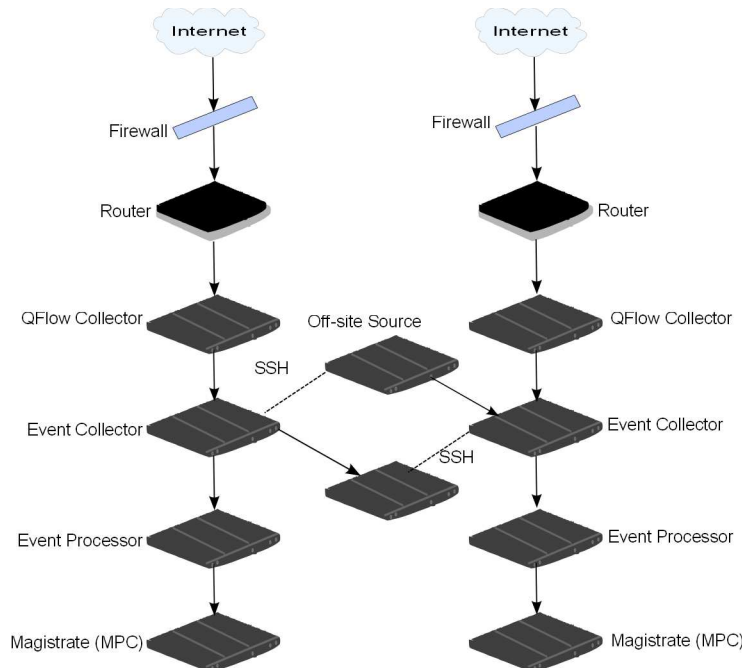 Internet
Internet
Firewall
Firewall
Router
Router
QFlow Collector
Off-site Source
QFlow Collector
SSH
Event Collector
Event Collector
SSH
Event Processor
Event Processor
Magistrate (MPC)
Magistrate (MPC)